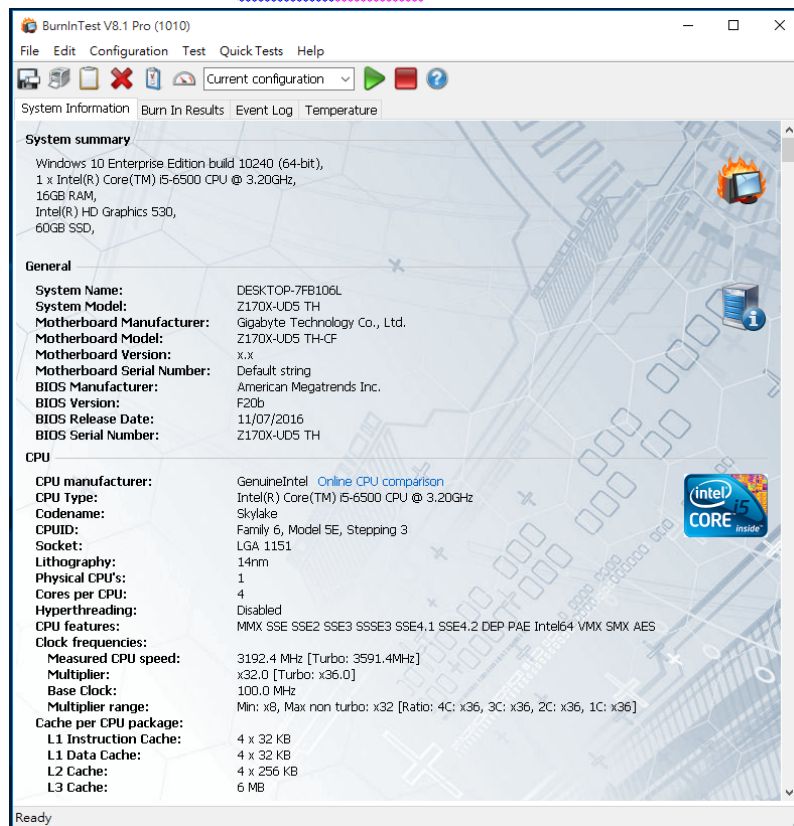 BurnInTest V8.1 Pro (1010)
File Edit Configuration Test Quick Tests Help
Current configuration
System Information Burn In Results Event Log Temperature
System summary
Windows 10 Enterprise Edition build 10240 (64-bit),
1 x Intel(R) Core(TM) i5-6500 CPU @ 3.20GHz,
16GB RAM,
Intel(R) HD Graphics 530,
60GB SSD,
General
System Name: DESKTOP-7FB106L
System Model: Z170X-UD5 TH
Motherboard Manufacturer: Gigabyte Technology Co., Ltd.
Motherboard Model: Z170X-UD5 TH-CF
Motherboard Version: x.x
Motherboard Serial Number: Default string
BIOS Manufacturer: American Megatrends Inc.
BIOS Version: F20b
BIOS Release Date: 11/07/2016
BIOS Serial Number: Z170X-UD5 TH
CPU
CPU manufacturer: GenuineIntel Online CPU comparison
CPU Type: Intel(R) Core(TM) i5-6500 CPU @ 3.20GHz
Codename: Skylake
CPUID: Family 6, Model 5E, Stepping 3
Socket: LGA 1151
Lithography: 14nm
Physical CPU's: 1
Cores per CPU: 4
Hyperthreading: Disabled
CPU features: MMX SSE SSE2 SSE3 SSSE3 SSE4.1 SSE4.2 DEP PAE Intel64 VMX SMX AES
Clock frequencies:
Measured CPU speed: 3192.4 MHz [Turbo: 3591.4MHz]
Multiplier: x32.0 [Turbo: x36.0]
Base Clock: 100.0 MHz
Multiplier range: Min: x8, Max non turbo: x32 [Ratio: 4C: x36, 3C: x36, 2C: x36, 1C: x36]
Cache per CPU package:
L1 Instruction Cache: 4 x 32 KB
L1 Data Cache: 4 x 32 KB
L2 Cache: 4 x 256 KB
L3 Cache: 6 MB
intel
CORE i5
inside
Ready